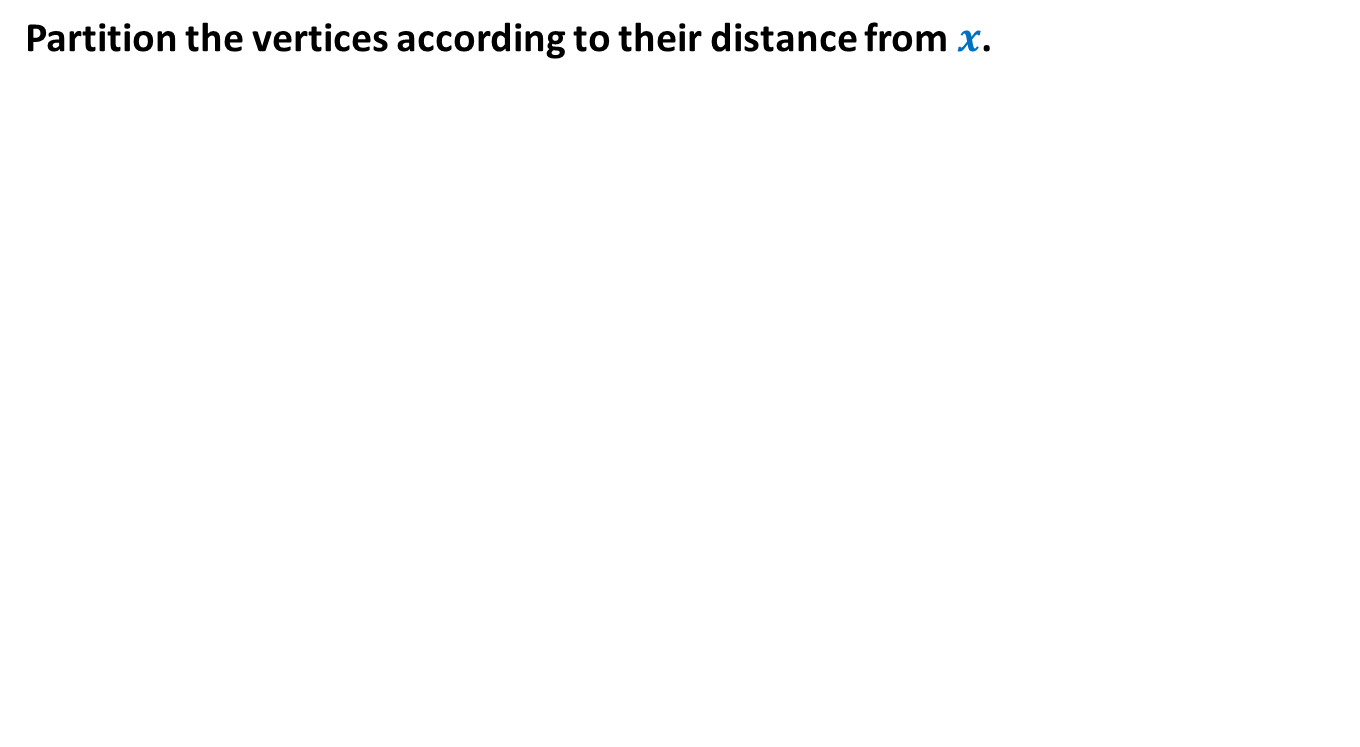 Partition the vertices according to their distance from x.